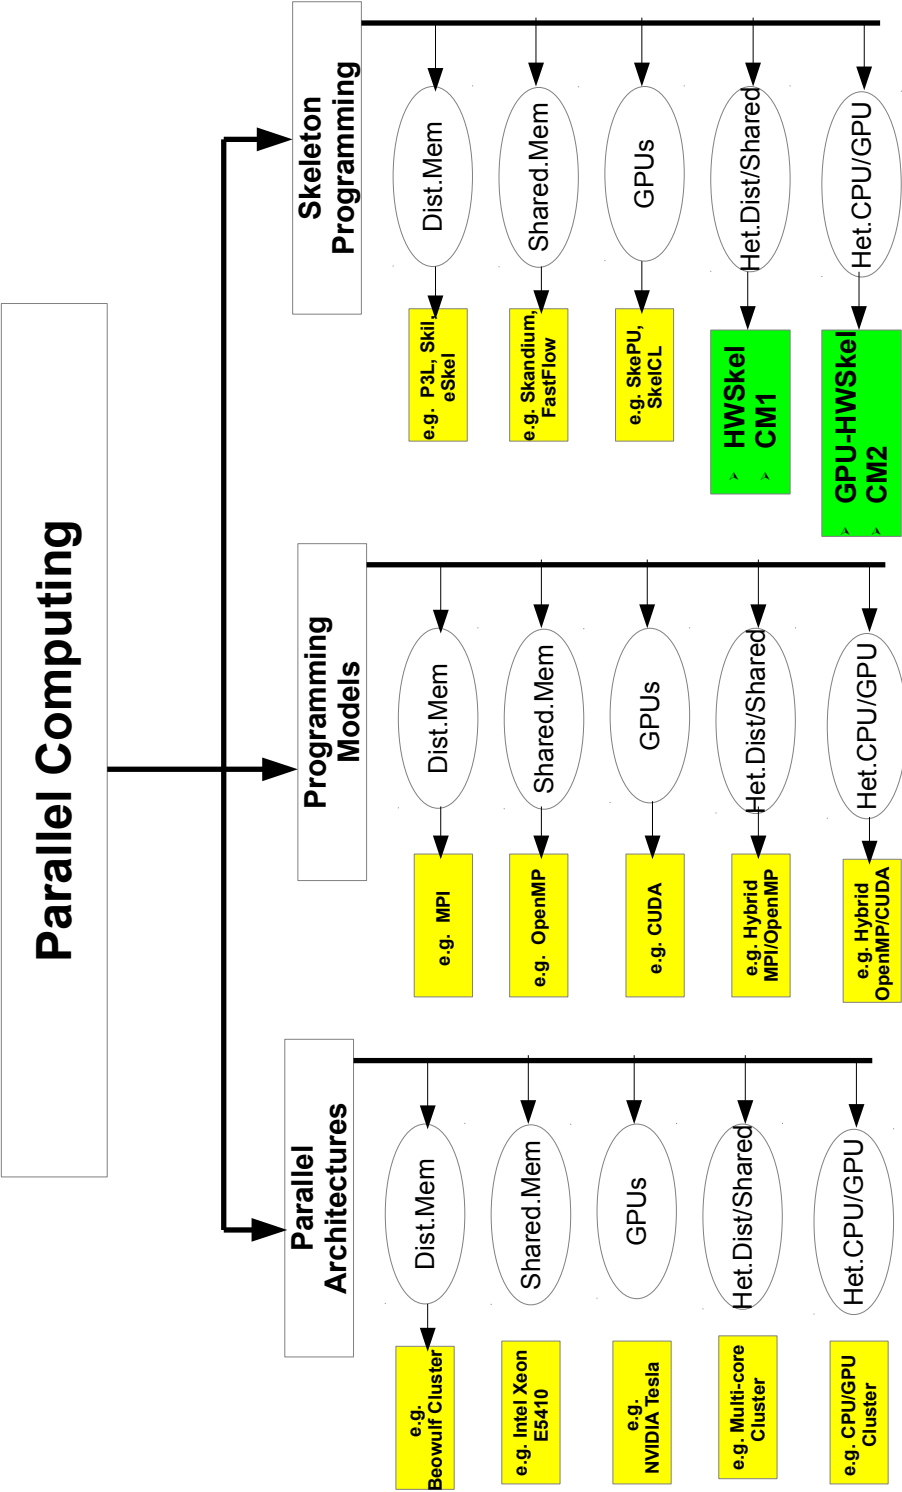 Parallel Computing
Parallel
Architectures
Dist.Mem
e.g.
Beowulf Cluster
Shared.Mem
e.g. Intel Xeon
E5410
GPUs
e.g.
NVIDIA Tesla
Het.Dist/Shared
e.g. Multi-core
Cluster
Het.CPU/GPU
e.g. CPU/GPU
Cluster
Programming
Models
Dist.Mem
e.g. MPI
Shared.Mem
e.g. OpenMP
GPUs
e.g. CUDA
Het.Dist/Shared
e.g. Hybrid
MPI/OpenMP
Het.CPU/GPU
e.g. Hybrid
OpenMP/CUDA
Skeleton
Programming
Dist.Mem
e.g. P3L, Skil,
eSkel
Shared.Mem
e.g. Skandium,
FastFlow
GPUs
e.g. SkePU,
SkelCL
Het.Dist/Shared
HWSkel
CM1
Het.CPU/GPU
GPU-HWSkel
CM2